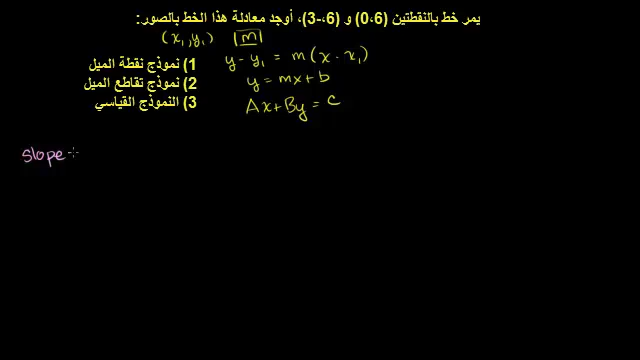 يمر خط بالنقطتين (0،6) و (6،-3)، أوجد معادلة هذا الخط بالصور:
(x₁,y₁) m
1) نموذج نقطة الميل y - y₁ = m(x - x₁)
2) نموذج تقاطع الميل y = mx+b
3) النموذج القياسي Ax+By = c
Slope -